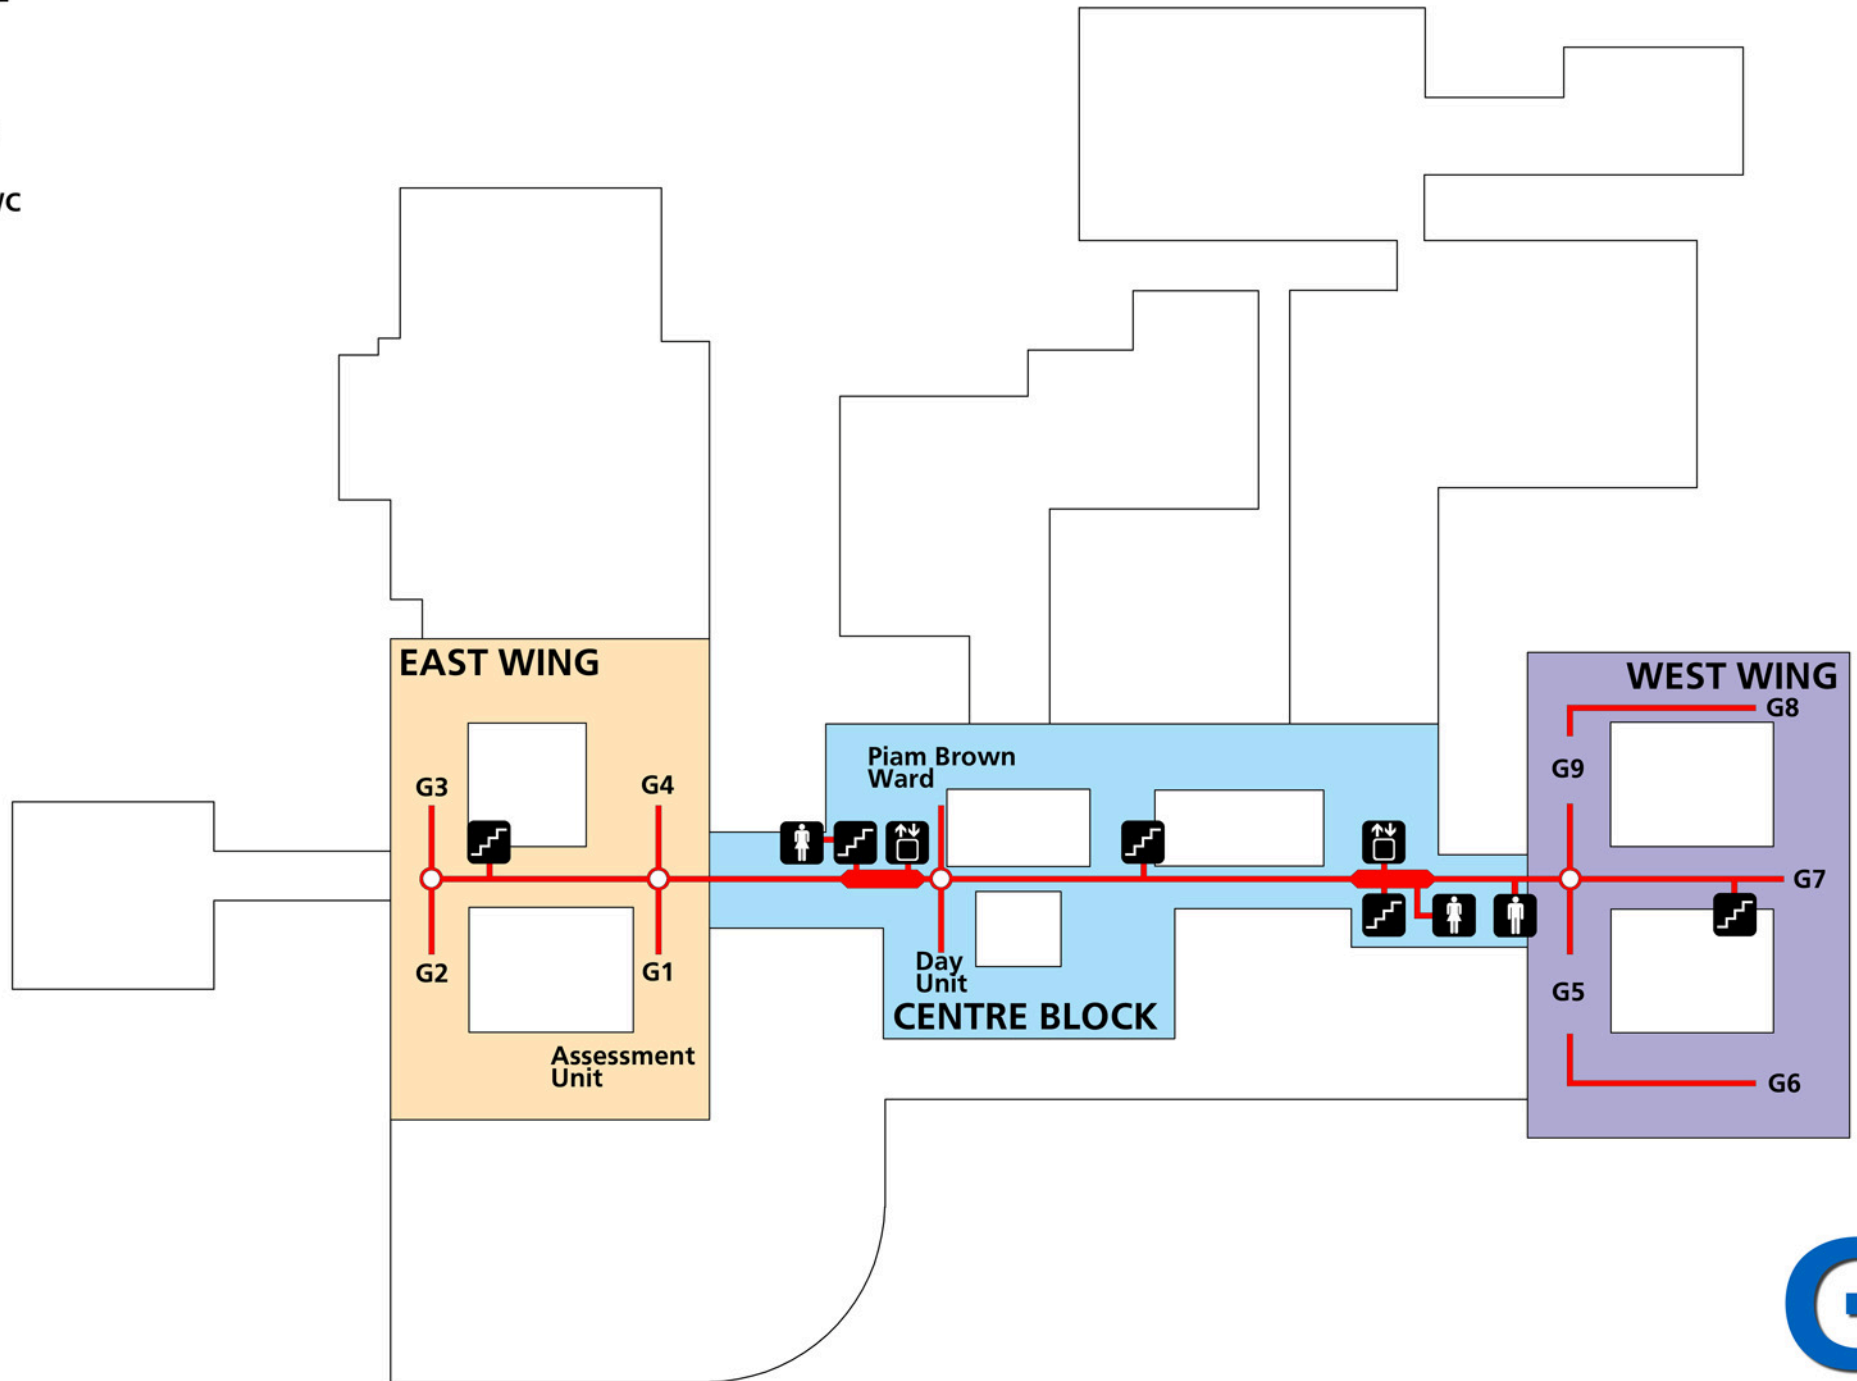 WC
EAST WING
WEST WING
G8
Piam Brown
Ward
G9
G3
G4
G7
G2
G1
Day
Unit
G5
CENTRE BLOCK
Assessment
Unit
G6
G